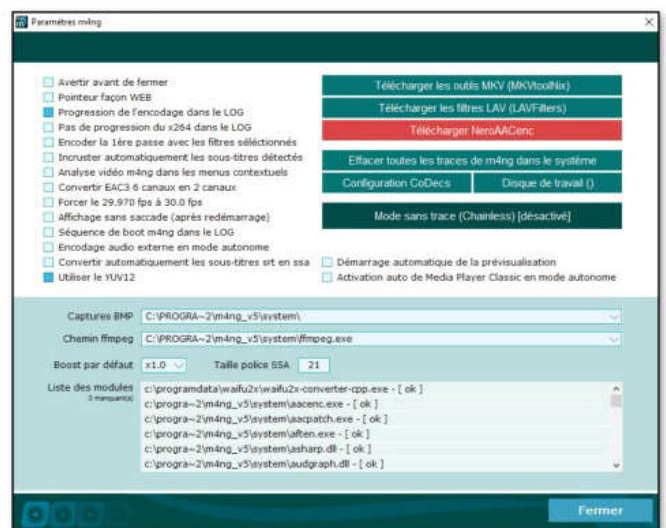 Paramètres m4ng
Avertir avant de fermer
Pointeur façon WEB
Progression de l'encodage dans le LOG
Pas de progression du x264 dans le LOG
Encoder la 1ère passe avec les filtres séléctionnés
Incruster automatiquement les sous-titres détectés
Analyse vidéo m4ng dans les menus contextuels
Convertir EAC3 6 canaux en 2 canaux
Forcer le 29.970 fps à 30.0 fps
Affichage sans saccade (après redémarrage)
Séquence de boot m4ng dans le LOG
Encodage audio externe en mode autonome
Convertir automatiquement les sous-titres srt en ssa
Utiliser le YUV12
Télécharger les outils MKV (MKVtoolNix)
Télécharger les filtres LAV (LAVFilters)
Télécharger NeroAACenc
Effacer toutes les traces de m4ng dans le système
Configuration CoDecs
Disque de travail ()
Mode sans trace (Chainless) [désactivé]
Démarrage automatique de la prévisualisation
Activation auto de Media Player Classic en mode autonome
Captures BMP C:\PROGRA~2\m4ng_v5\system\
Chemin ffmpeg C:\PROGRA~2\m4ng_v5\system\ffmpeg.exe
Boost par défaut x1.0 Taille police SSA 21
Liste des modules
0 manquant(s)
c:\programdata\waifu2x\waifu2x-converter-cpp.exe - [ ok ]
c:\progra~2\m4ng_v5\system\aacenc.exe - [ ok ]
c:\progra~2\m4ng_v5\system\aacpatch.exe - [ ok ]
c:\progra~2\m4ng_v5\system\aften.exe - [ ok ]
c:\progra~2\m4ng_v5\system\asharp.dll - [ ok ]
c:\progra~2\m4ng_v5\system\audgraph.dll - [ ok ]
Fermer